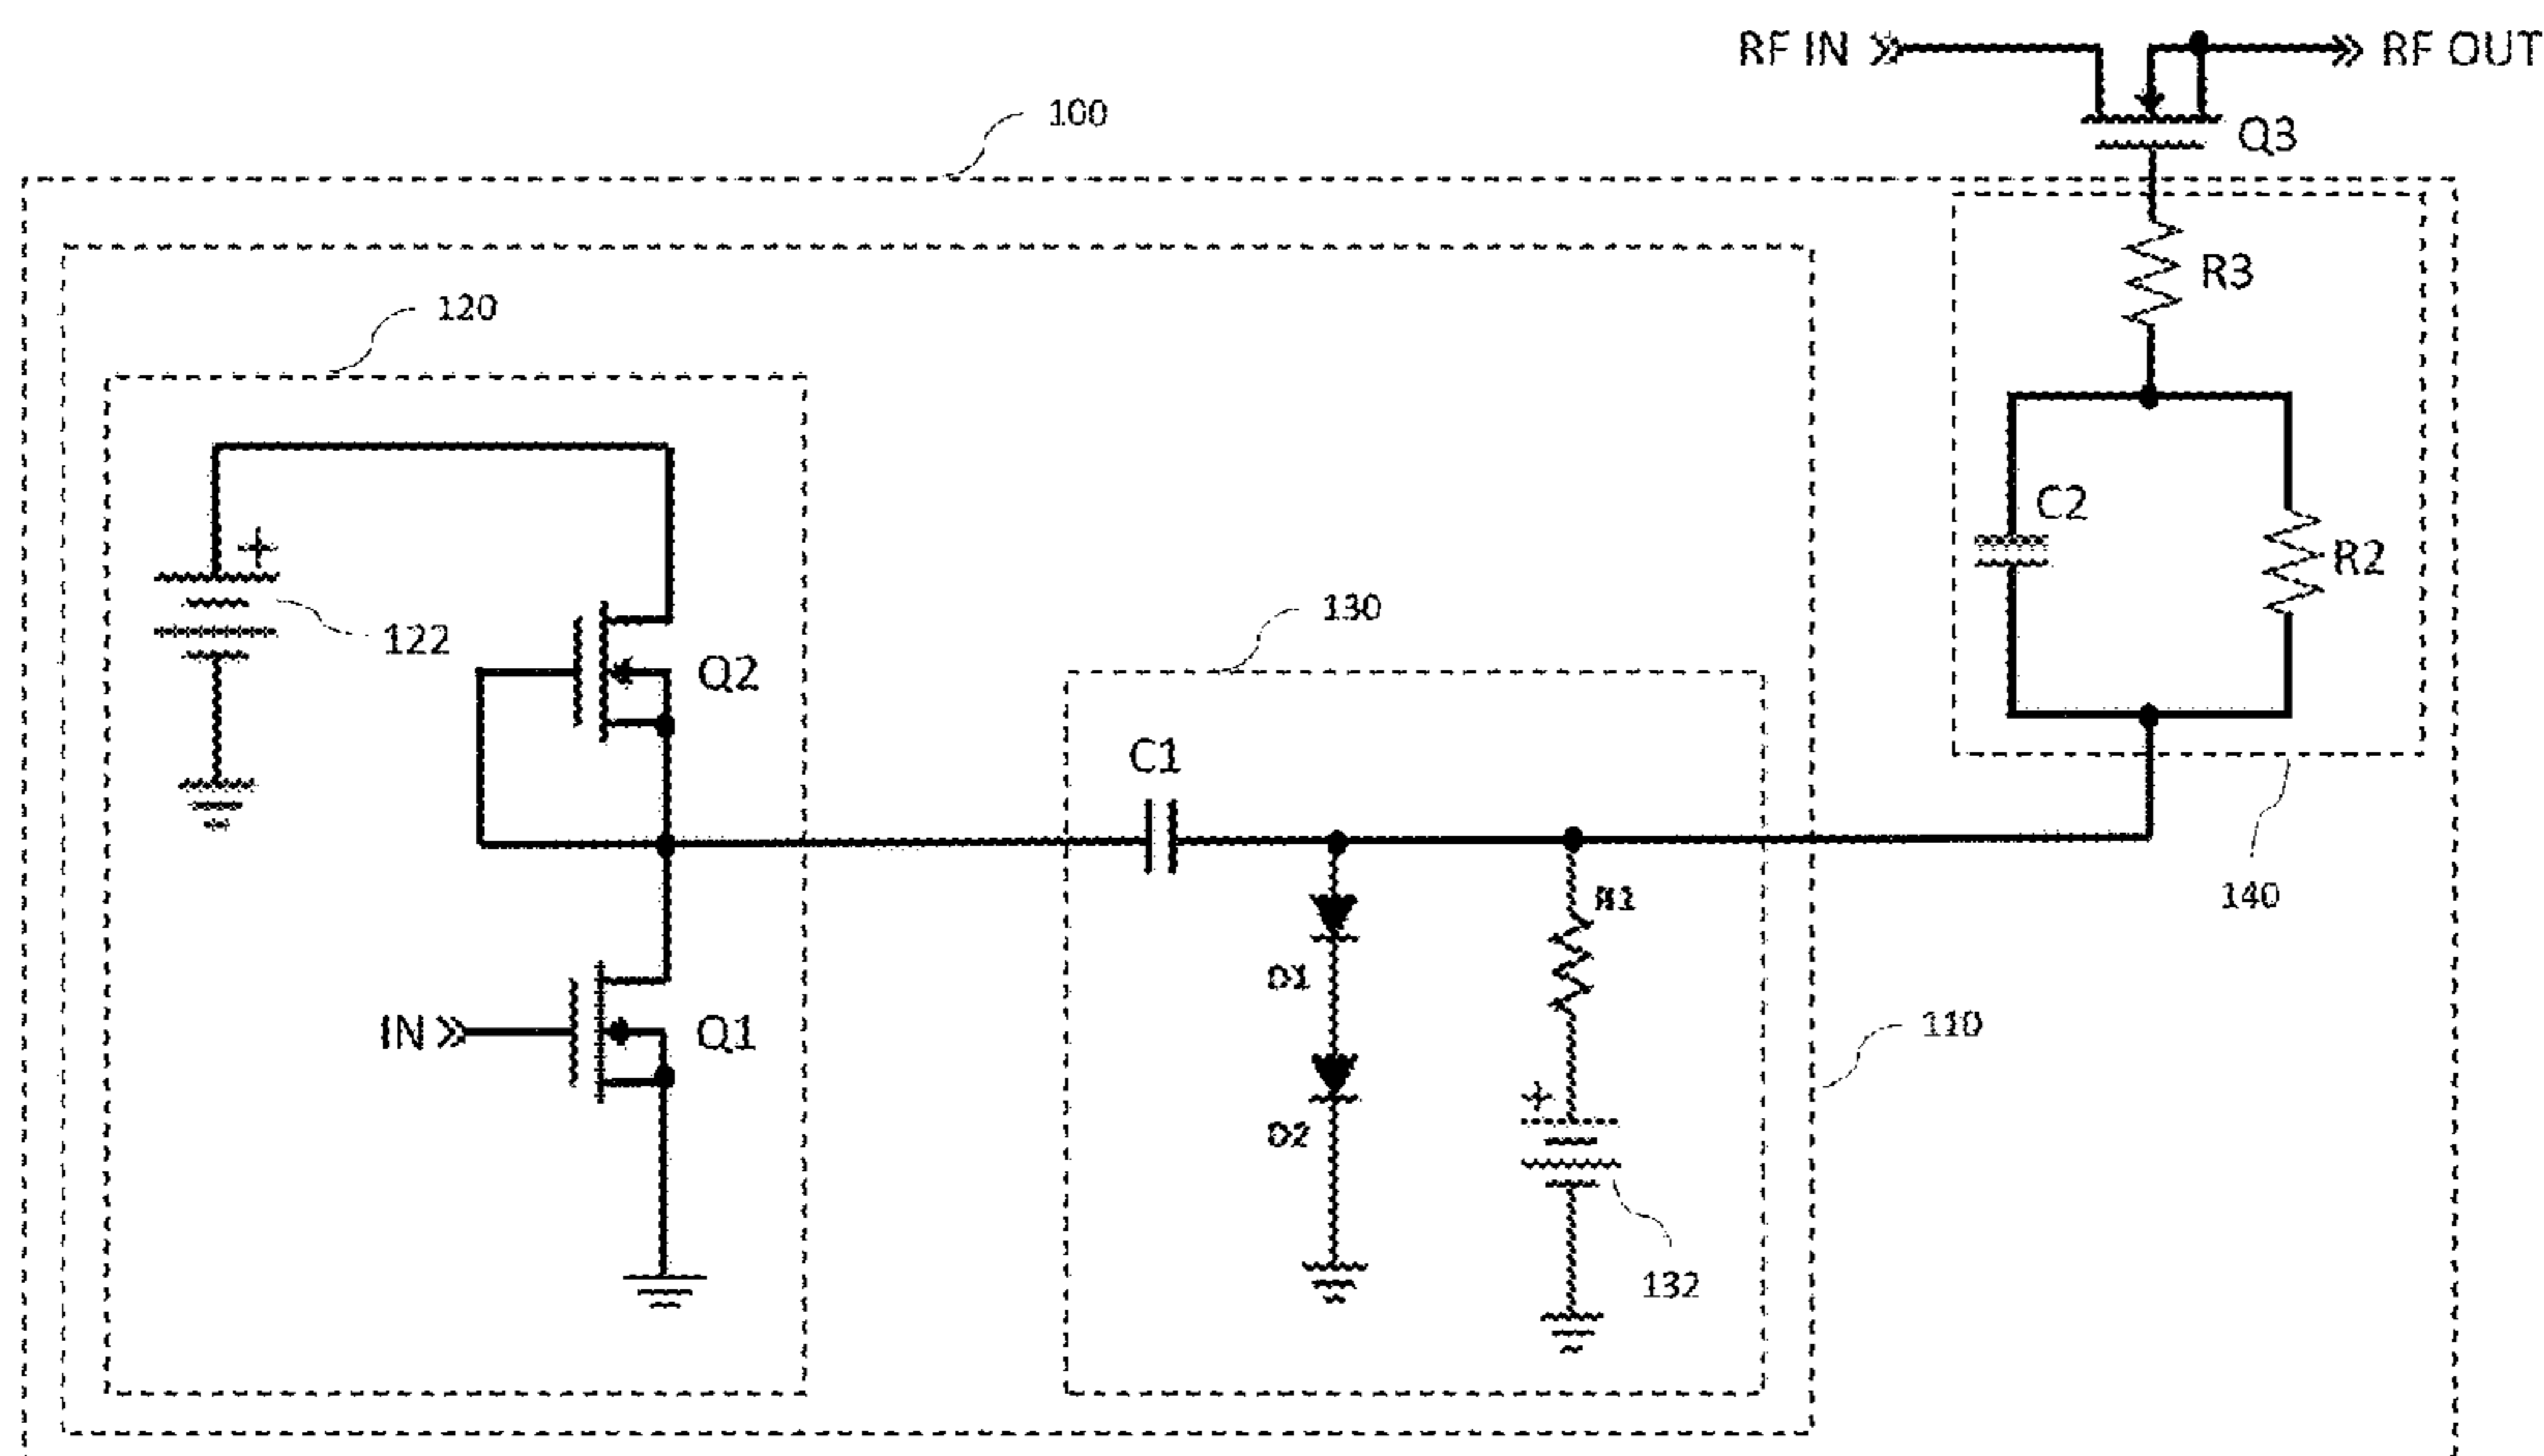 RF IN
RF OUT
100
Q3
R3
120
C2
R2
+
122
130
Q2
C1
R1
140
D1
IN
Q1
110
+
D2
132